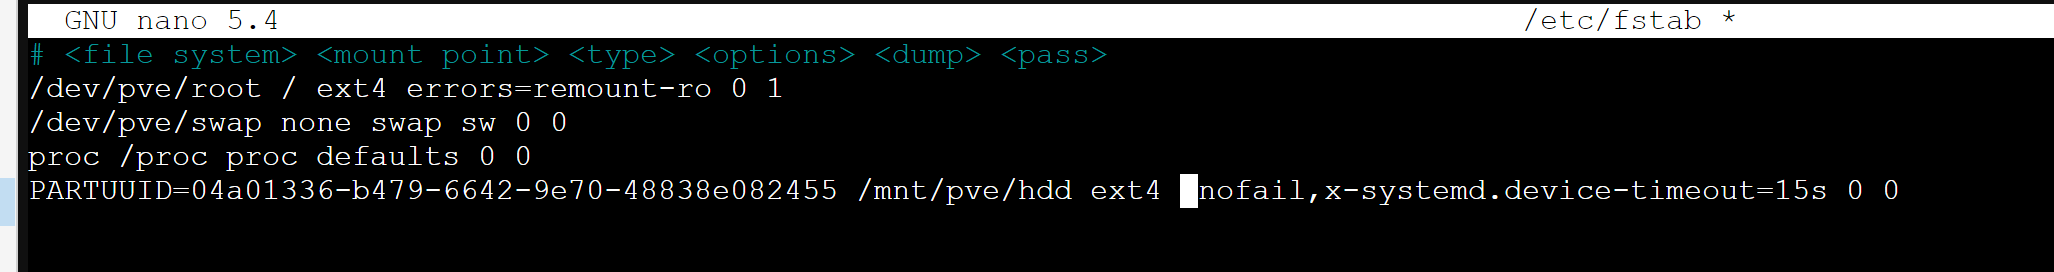 GNU nano 5.4 /etc/fstab *
# <file system> <mount point> <type> <options> <dump> <pass>
/dev/pve/root / ext4 errors=remount-ro 0 1
/dev/pve/swap none swap sw 0 0
proc /proc proc defaults 0 0
PARTUUID=04a01336-b479-6642-9e70-48838e082455 /mnt/pve/hdd ext4  nofail,x-systemd.device-timeout=15s 0 0